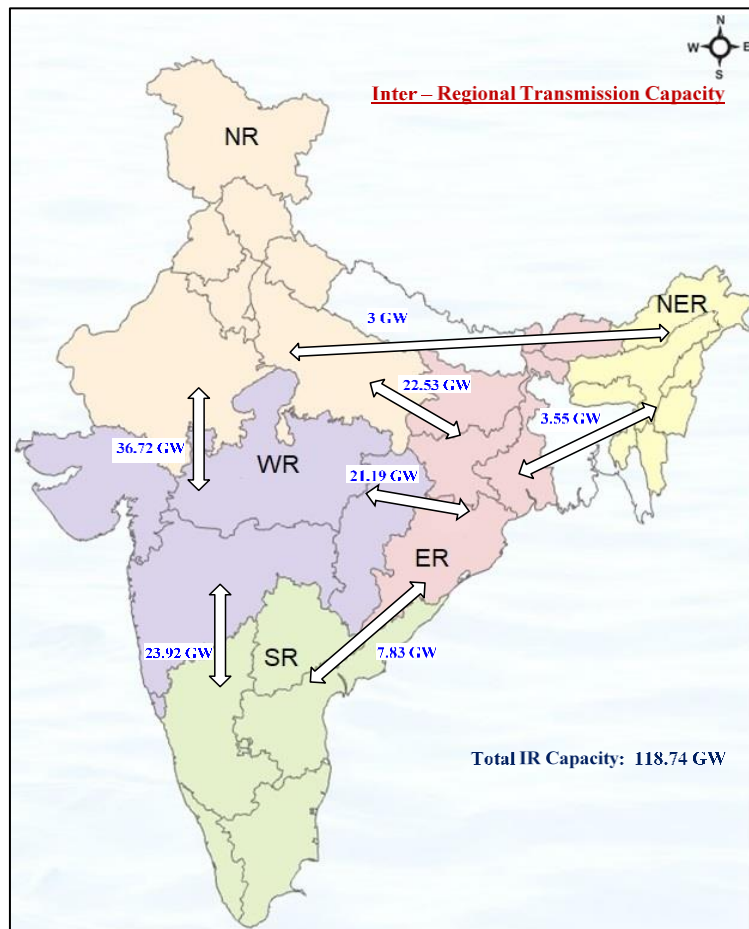 N
W E
S
Inter – Regional Transmission Capacity
NR
NER
3 GW
22.53 GW
3.55 GW
36.72 GW
WR
21.19 GW
ER
23.92 GW
SR
7.83 GW
Total IR Capacity: 118.74 GW